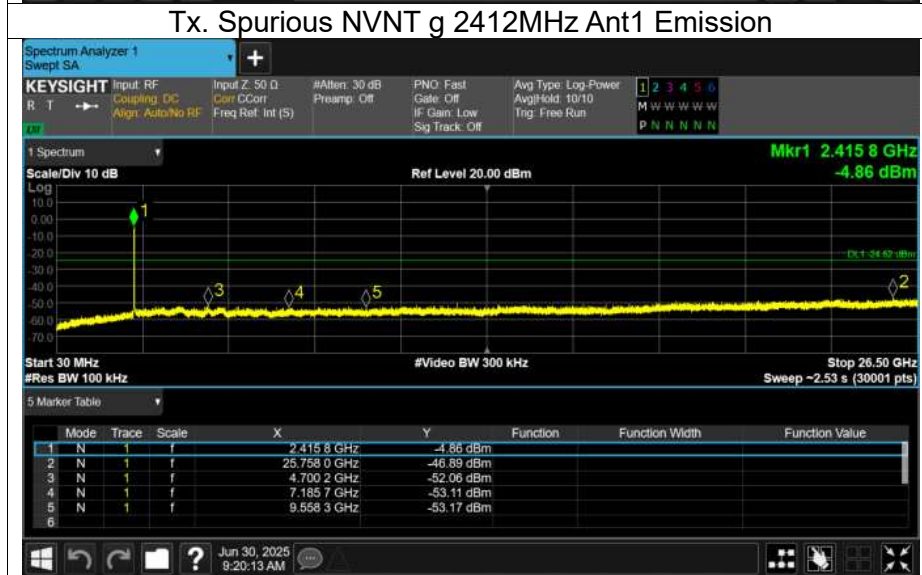 Tx. Spurious NVNT g 2412MHz Ant1 Emission
Spectrum Analyzer 1
Swept SA
+
KEYSIGHT Input: RF Input Z: 50 Ω #Atten: 30 dB PNO: Fast Avg Type: Log-Power 1 2 3 4 5 6
R T Coupling: DC Corr CCorr Preamp: Off Gate: Off Avg|Hold: 10/10 M W W W W W
Align: Auto/No RF Freq Ref: Int (S) IF Gain: Low Trig: Free Run
Sig Track: Off P N N N N N
1 Spectrum Mkr1 2.415 8 GHz
Scale/Div 10 dB Ref Level 20.00 dBm -4.86 dBm
Log
10.0
1
0.00
-10.0
-20.0 DL1 -24.62 dBm
-30.0
-40.0 3 4 5 2
-50.0
-60.0
-70.0
Start 30 MHz #Video BW 300 kHz Stop 26.50 GHz
#Res BW 100 kHz Sweep ~2.53 s (30001 pts)
5 Marker Table
Mode Trace Scale X Y Function Function Width Function Value
1 N 1 f 2.415 8 GHz -4.86 dBm
2 N 1 f 25.758 0 GHz -46.89 dBm
3 N 1 f 4.700 2 GHz -52.06 dBm
4 N 1 f 7.185 7 GHz -53.11 dBm
5 N 1 f 9.558 3 GHz -53.17 dBm
6
? Jun 30, 2025
9:20:13 AM